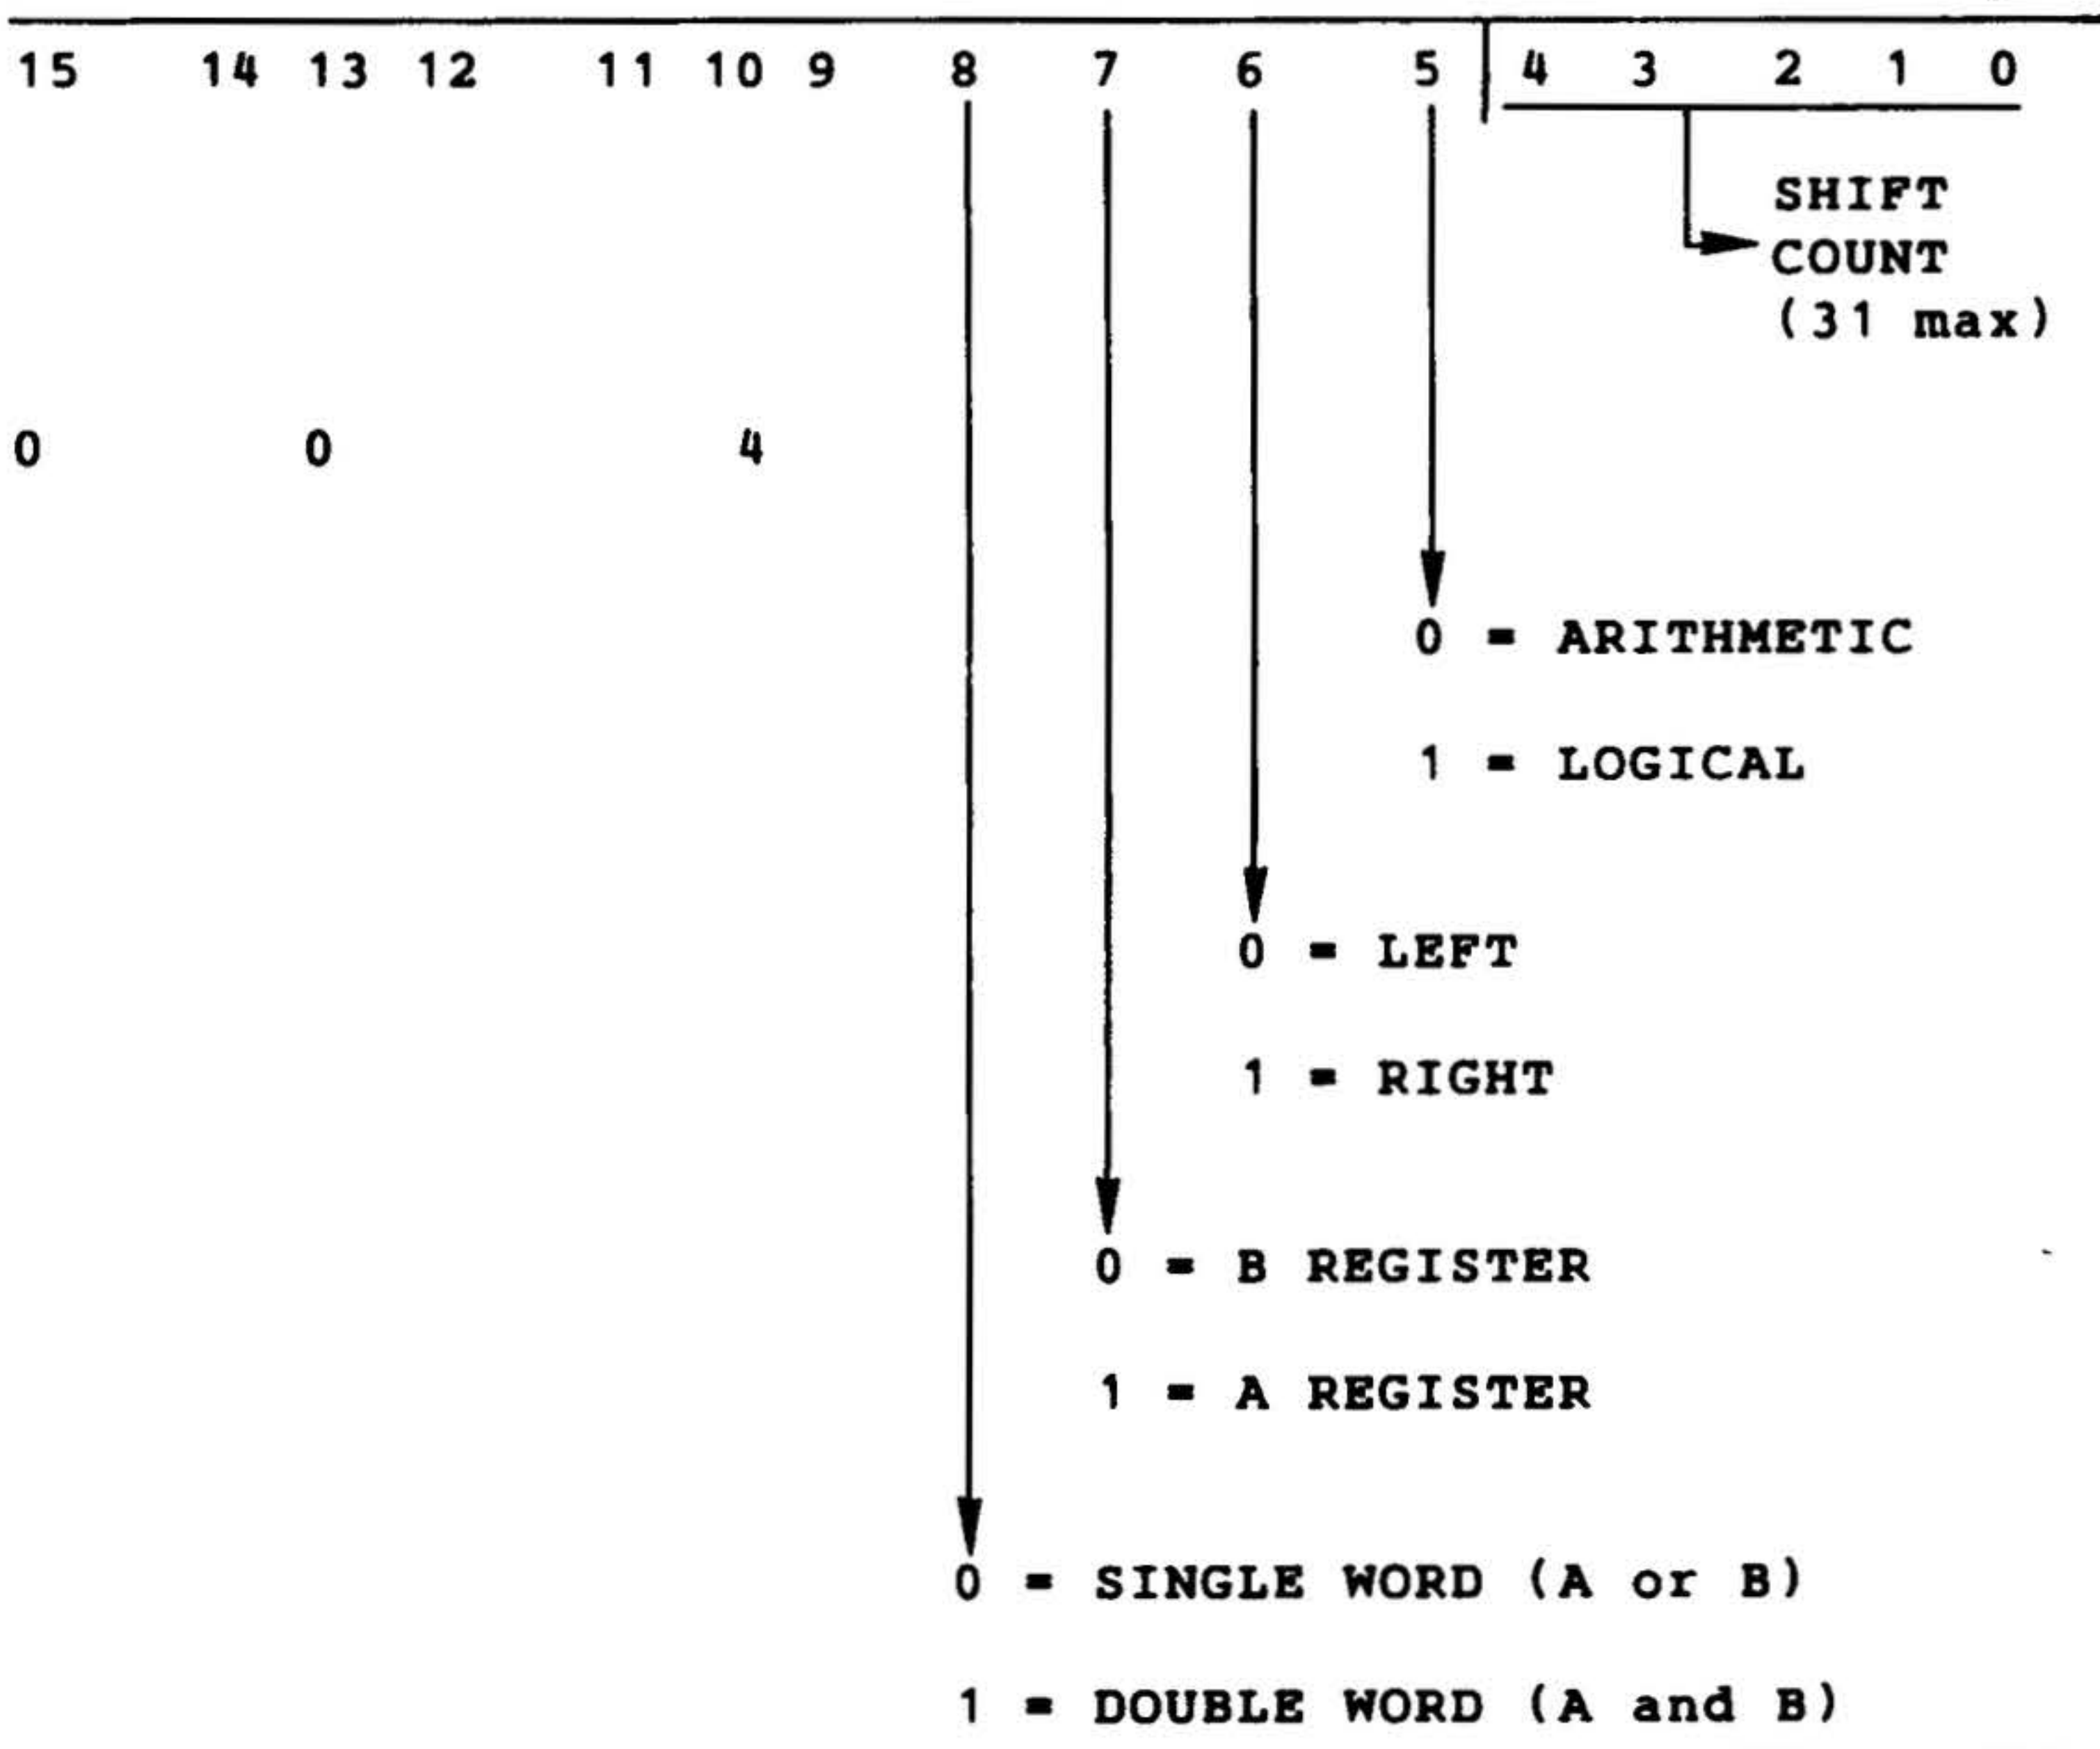 15 14 13 12 11 10 9 8 7 6 5 4 3 2 1 0
SHIFT
COUNT
(31 max)
0 0 4
0 = ARITHMETIC
1 = LOGICAL
0 = LEFT
1 = RIGHT
0 = B REGISTER
1 = A REGISTER
0 = SINGLE WORD (A or B)
1 = DOUBLE WORD (A and B)